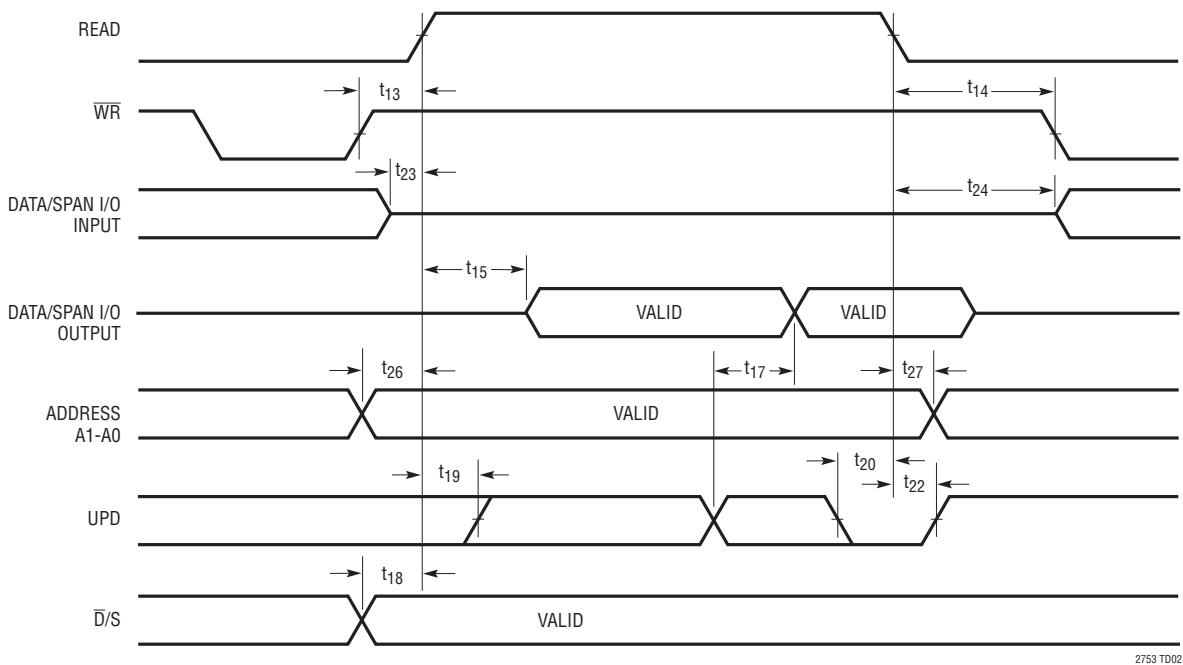 READ
t13
t14
W̅R̅
t23
t24
DATA/SPAN I/O
INPUT
t15
DATA/SPAN I/O
OUTPUT
VALID
VALID
t26
t17
t27
ADDRESS
A1-A0
VALID
t19
t20
t22
UPD
t18
D̅/S
VALID
2753 TD02